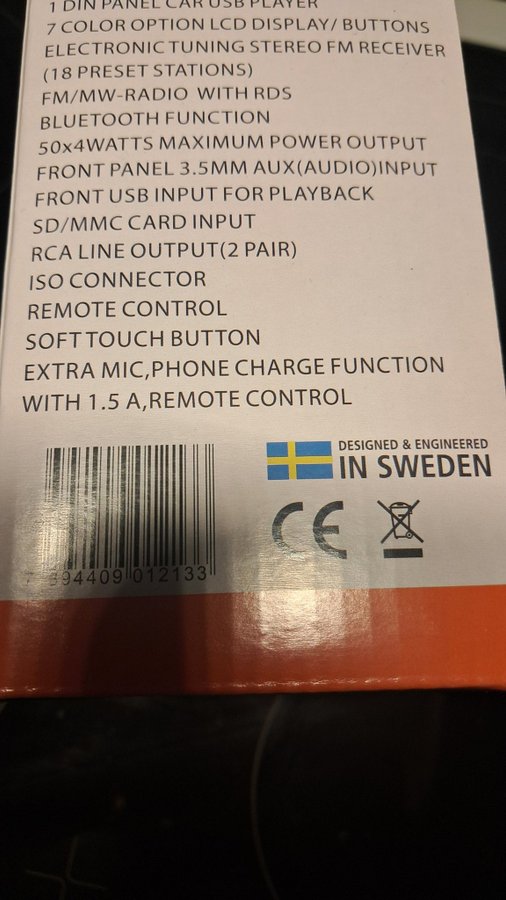 1 DIN PANEL CAR USB PLAYER
7 COLOR OPTION LCD DISPLAY/ BUTTONS
ELECTRONIC TUNING STEREO FM RECEIVER
(18 PRESET STATIONS)
FM/MW-RADIO WITH RDS
BLUETOOTH FUNCTION
50x4WATTS MAXIMUM POWER OUTPUT
FRONT PANEL 3.5MM AUX(AUDIO)INPUT
FRONT USB INPUT FOR PLAYBACK
SD/MMC CARD INPUT
RCA LINE OUTPUT(2 PAIR)
ISO CONNECTOR
REMOTE CONTROL
SOFT TOUCH BUTTON
EXTRA MIC,PHONE CHARGE FUNCTION
WITH 1.5 A,REMOTE CONTROL
DESIGNED & ENGINEERED
IN SWEDEN
CE
7 394409 012133